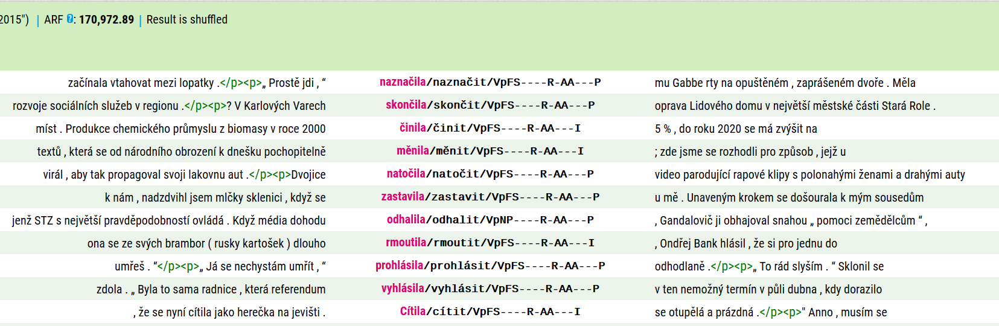 2015") | ARF ?: 170,972.89 | Result is shuffled
začínala vtahovat mezi lopatky .</p><p>„ Prostě jdi , “ naznačila/naznačit/VpFS----R-AA---P mu Gabbe rty na opuštěném , zaprášeném dvoře . Měla
rozvoje sociálních služeb v regionu .</p><p>? V Karlových Varech skončila/skončit/VpFS----R-AA---P oprava Lidového domu v největší městské části Stará Role .
míst . Produkce chemického průmyslu z biomasy v roce 2000 činila/činit/VpFS----R-AA---I 5 % , do roku 2020 se má zvýšit na
textů , která se od národního obrození k dnešku pochopitelně měnila/měnit/VpFS----R-AA---I ; zde jsme se rozhodli pro způsob , jejž u
virál , aby tak propagoval svoji lakovnu aut .</p><p>Dvojice natočila/natočit/VpFS----R-AA---P video parodující rapové klipy s polonahými ženami a drahými auty
k nám , nadzdvihl jsem mlčky sklenici , když se zastavila/zastavit/VpFS----R-AA---P u mě . Unaveným krokem se došourala k mým sousedům
jenž STZ s největší pravděpodobností ovládá . Když média dohodu odhalila/odhalit/VpNP----R-AA---P , Gandalovič ji obhajoval snahou „ pomoci zemědělcům “ ,
ona se ze svých brambor ( rusky kartošek ) dlouho rmoutila/rmoutit/VpFS----R-AA---I , Ondřej Bank hlásil , že si pro jednu do
umřeš . “</p><p>„ Já se nechystám umřít , “ prohlásila/prohlásit/VpFS----R-AA---P odhodlaně .</p><p>„ To rád slyším . “ Sklonil se
zdola . „ Byla to sama radnice , která referendum vyhlásila/vyhlásit/VpFS----R-AA---P v ten nemožný termín v půli dubna , kdy dorazilo
, že se nyní cítila jako herečka na jevišti . Cítila/cítit/VpFS----R-AA---I se otupělá a prázdná .</p><p>" Anno , musím se